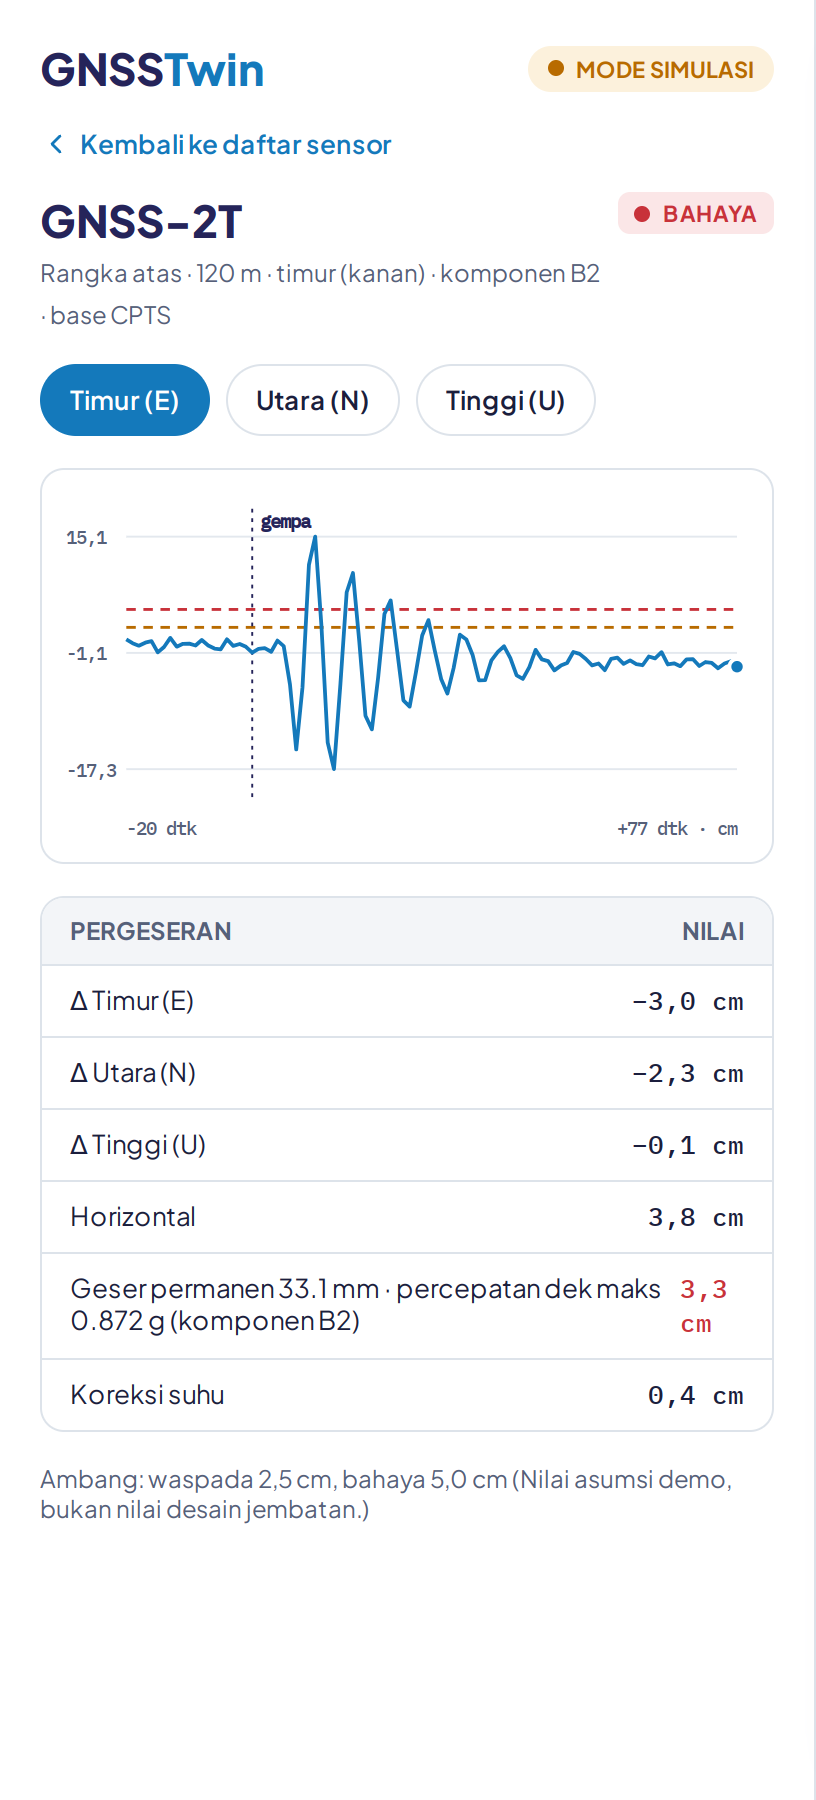 GNSSTwin
MODE SIMULASI
Kembali ke daftar sensor
GNSS-2T
BAHAYA
Rangka atas · 120 m · timur (kanan) · komponen B2
· base CPTS
Timur (E)
Utara (N)
Tinggi (U)
gempa
15,1
-1,1
-17,3
-20 dtk
+77 dtk · cm
PERGESERAN NILAI
Δ Timur (E) −3,0 cm
Δ Utara (N) −2,3 cm
Δ Tinggi (U) −0,1 cm
Horizontal 3,8 cm
Geser permanen 33.1 mm · percepatan dek maks 3,3
0.872 g (komponen B2) cm
Koreksi suhu 0,4 cm
Ambang: waspada 2,5 cm, bahaya 5,0 cm (Nilai asumsi demo,
bukan nilai desain jembatan.)